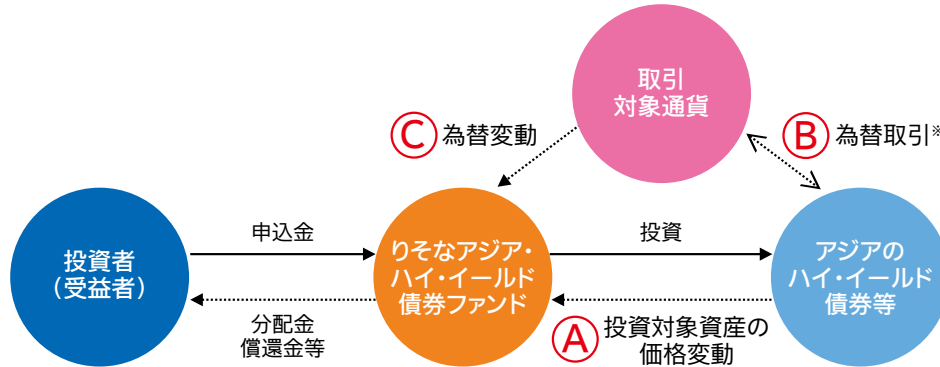 取引
対象通貨
Ⓒ 為替変動
Ⓑ 為替取引※
投資者
(受益者)
申込金
りそなアジア・
ハイ・イールド
債券ファンド
投資
アジアの
ハイ・イールド
債券等
分配金
償還金等
Ⓐ 投資対象資産の
価格変動